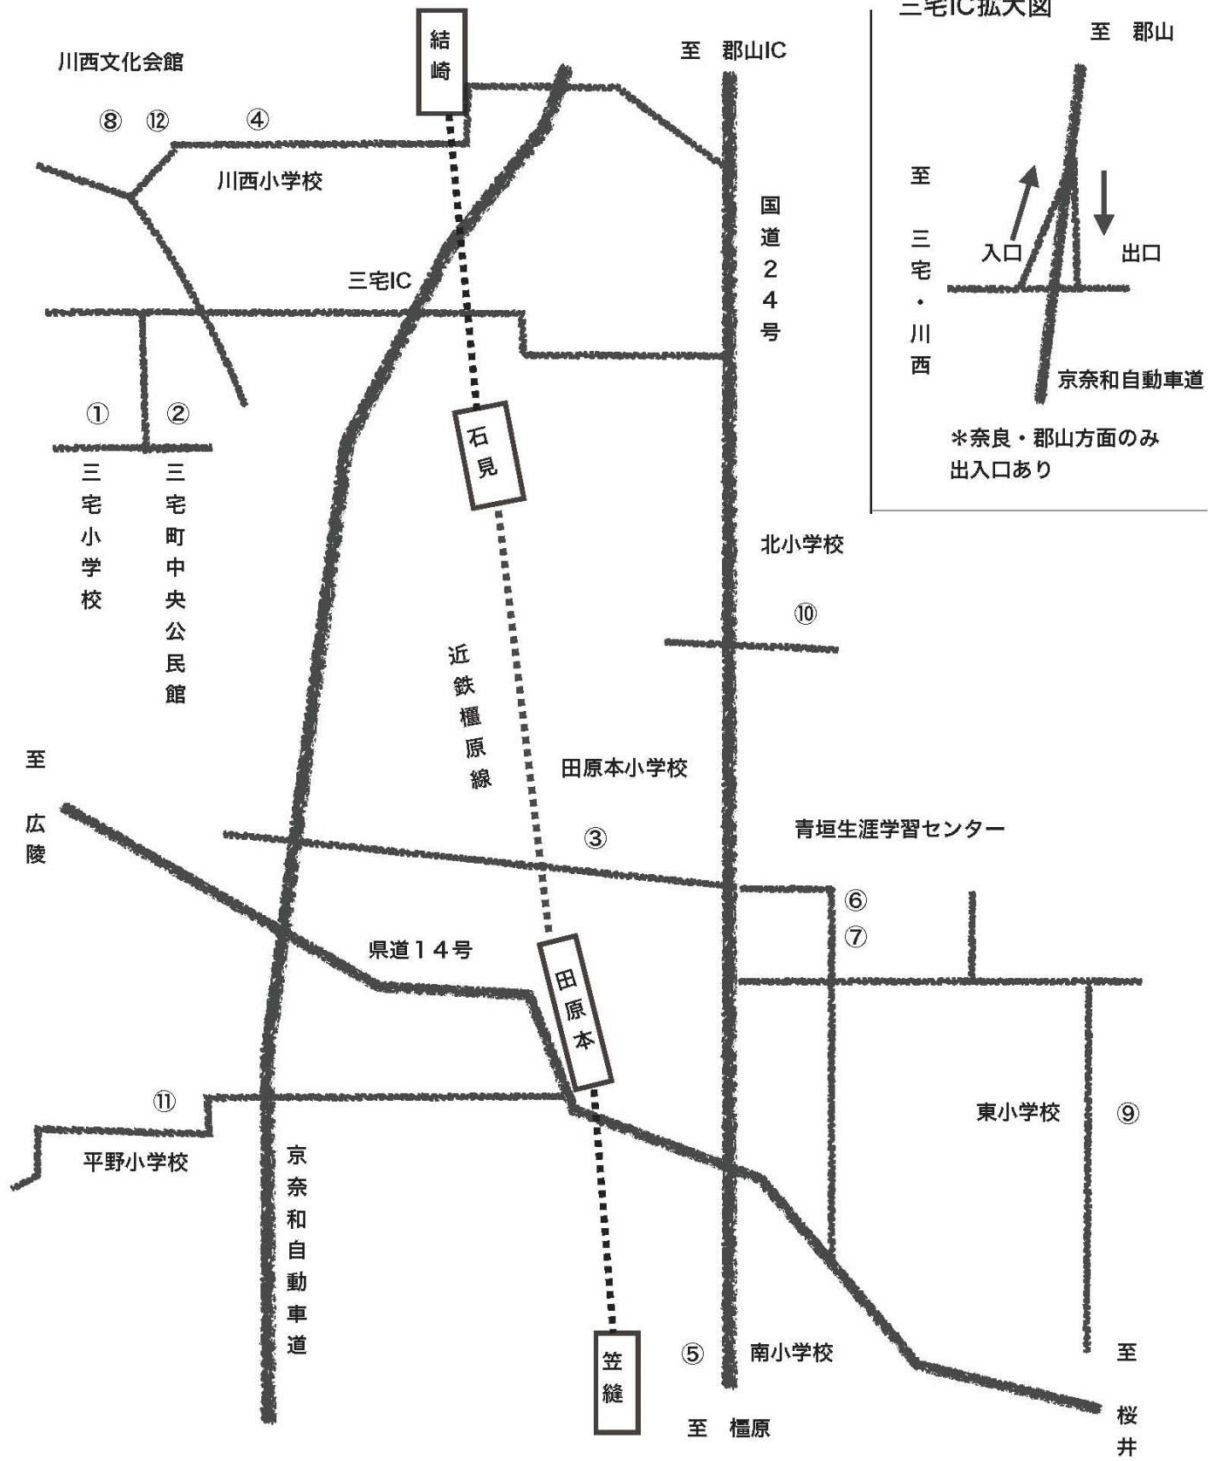 三宅IC拡大図
結崎
至 郡山IC
至 郡山
川西文化会館
⑧ ⑫ ④
川西小学校
国道24号
至 三宅・川西
入口
出口
三宅IC
京奈和自動車道
① ②
石見
*奈良・郡山方面のみ
出入口あり
三宅小学校
三宅町中央公民館
北小学校
⑩
近鉄橿原線
至 広陵
田原本小学校
③
青垣生涯学習センター
⑥
⑦
県道14号
田原本
⑪
平野小学校
東小学校
⑨
京奈和自動車道
笠縫
⑤
南小学校
至 橿原
至 桜井